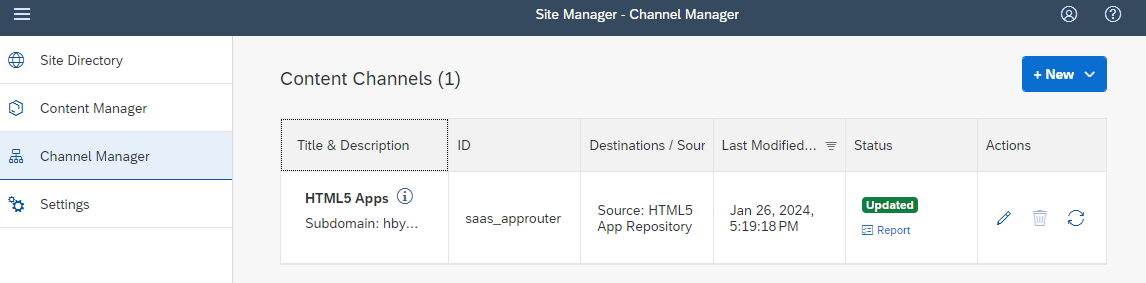 Site Manager - Channel Manager
Site Directory
Content Manager
Channel Manager
Settings
Content Channels (1)
+ New
Title & Description
ID
Destinations / Sour
Last Modified...
Status
Actions
HTML5 Apps
Subdomain: hby...
saas_approuter
Source: HTML5
App Repository
Jan 26, 2024,
5:19:18 PM
Updated
Report